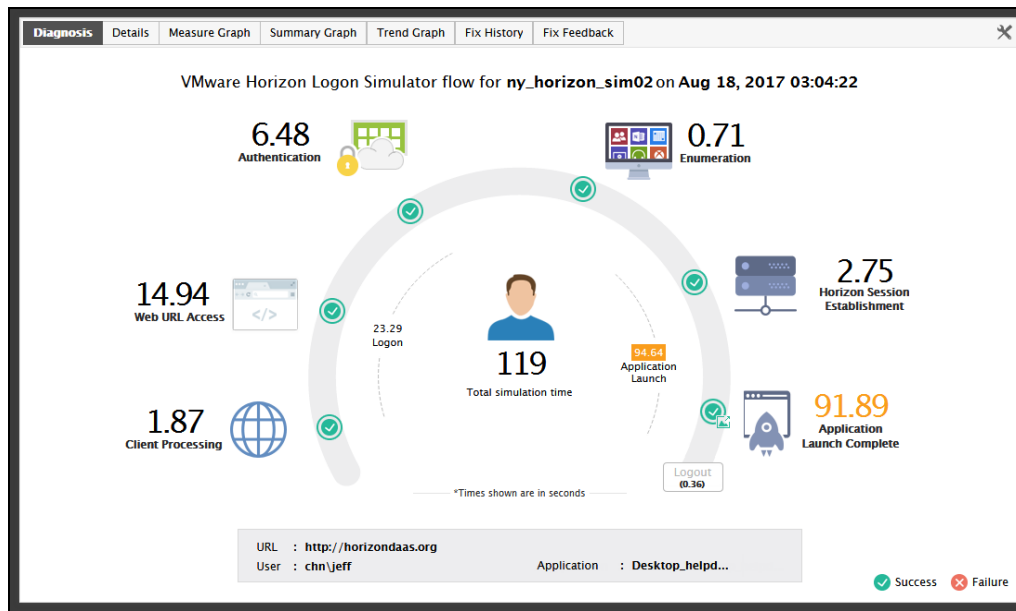 Diagnosis Details Measure Graph Summary Graph Trend Graph Fix History Fix Feedback
VMware Horizon Logon Simulator flow for ny_horizon_sim02 on Aug 18, 2017 03:04:22
6.48
Authentication
0.71
Enumeration
14.94
Web URL Access
</>
2.75
Horizon Session
Establishment
23.29
Logon
119
Total simulation time
94.64
Application
Launch
1.87
Client Processing
91.89
Application
Launch Complete
Logout
(0.36)
*Times shown are in seconds
URL : http://horizondaas.org
User : chn\jeff Application : Desktop_helpd...
Success Failure